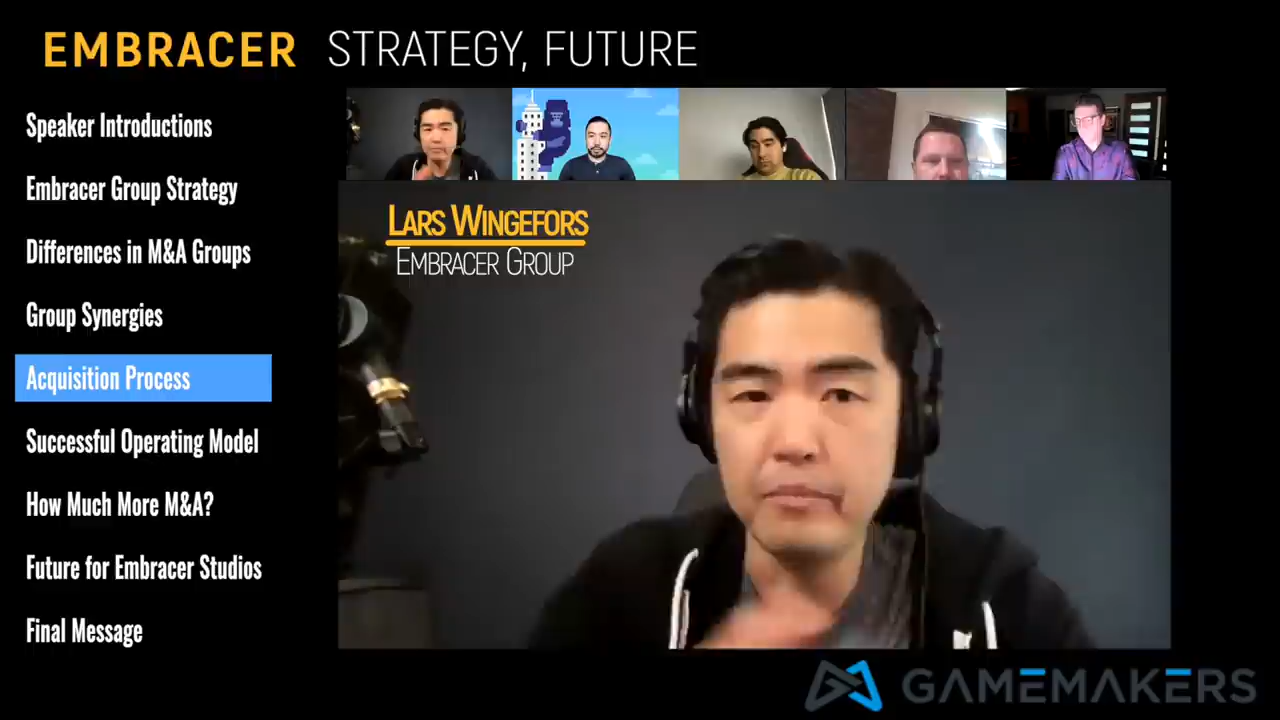 EMBRACER STRATEGY, FUTURE
Speaker Introductions
Embracer Group Strategy
Differences in M&A Groups
Group Synergies
Acquisition Process
Successful Operating Model
How Much More M&A?
Future for Embracer Studios
Final Message
LARS WINGEFORS
EMBRACER GROUP
GAMEMAKERS